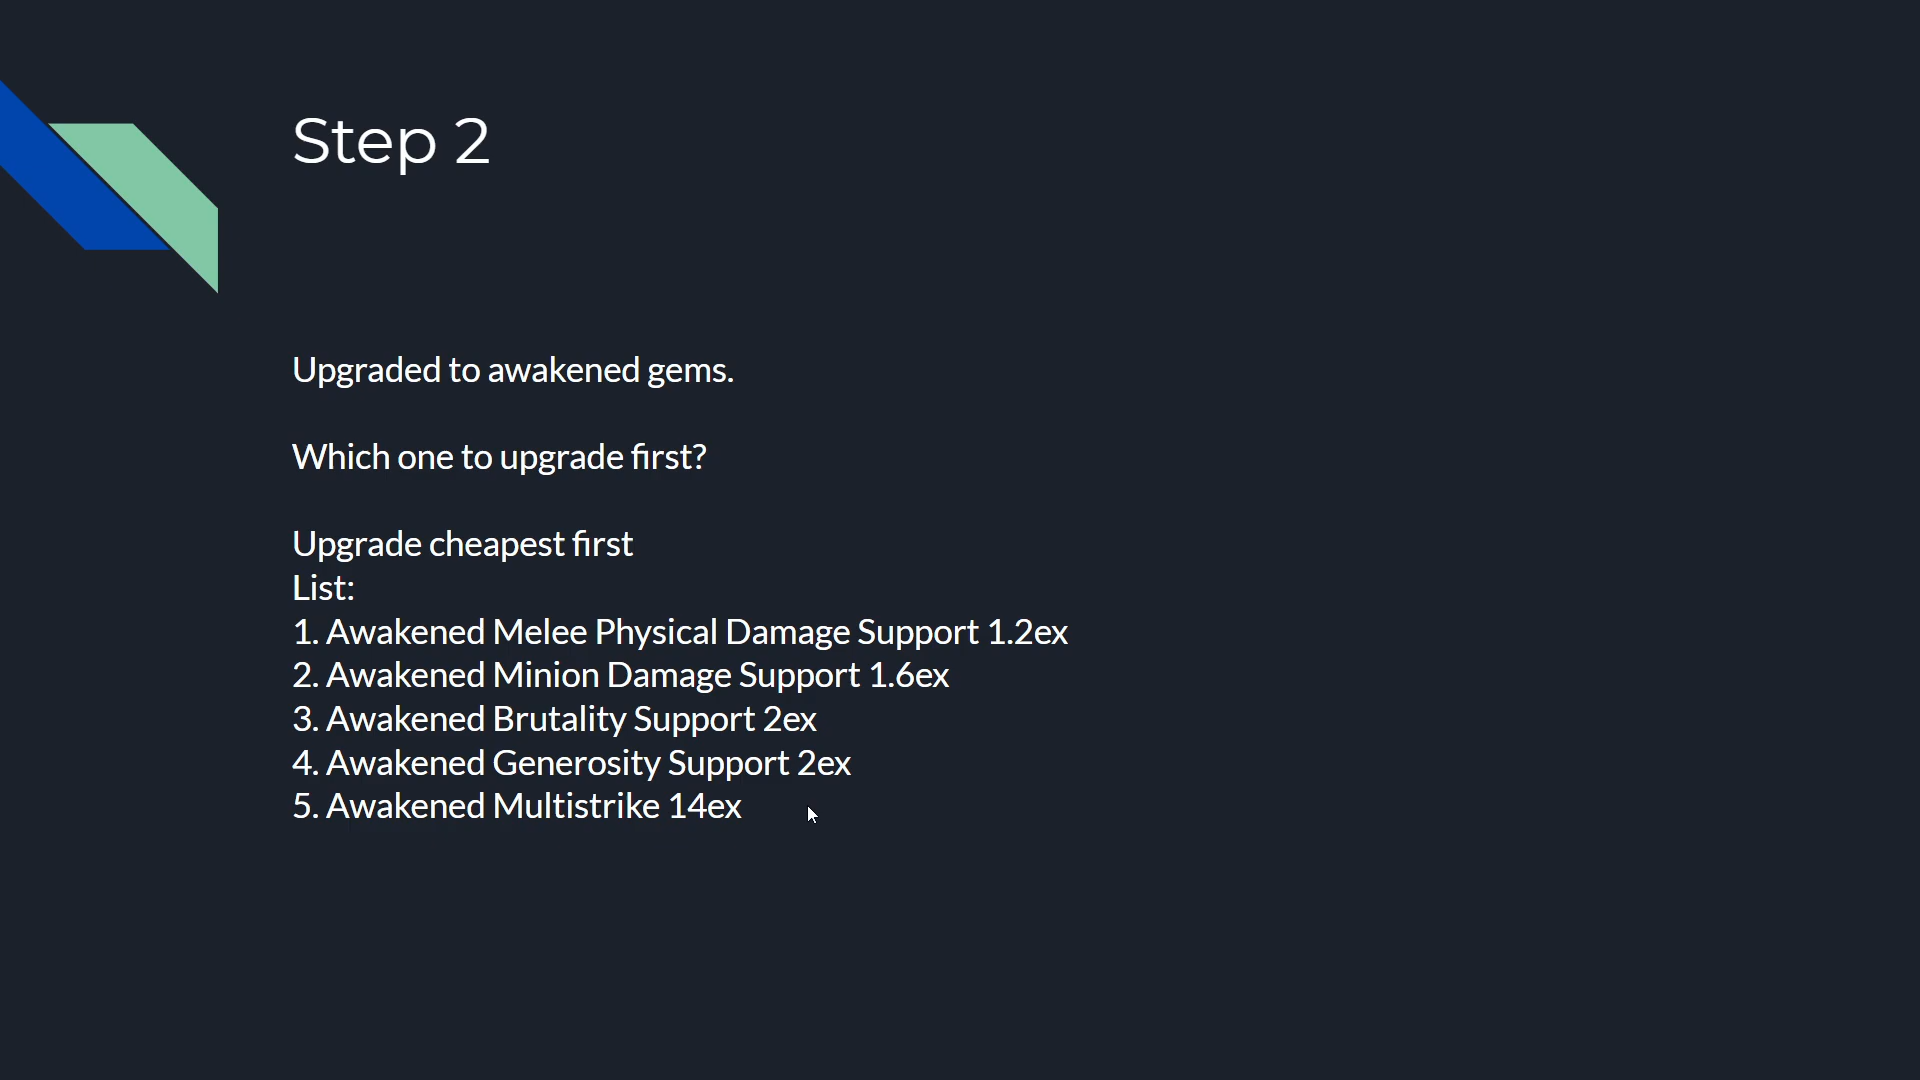 Step 2
Upgraded to awakened gems.
Which one to upgrade first?
Upgrade cheapest first
List:
1. Awakened Melee Physical Damage Support 1.2ex
2. Awakened Minion Damage Support 1.6ex
3. Awakened Brutality Support 2ex
4. Awakened Generosity Support 2ex
5. Awakened Multistrike 14ex